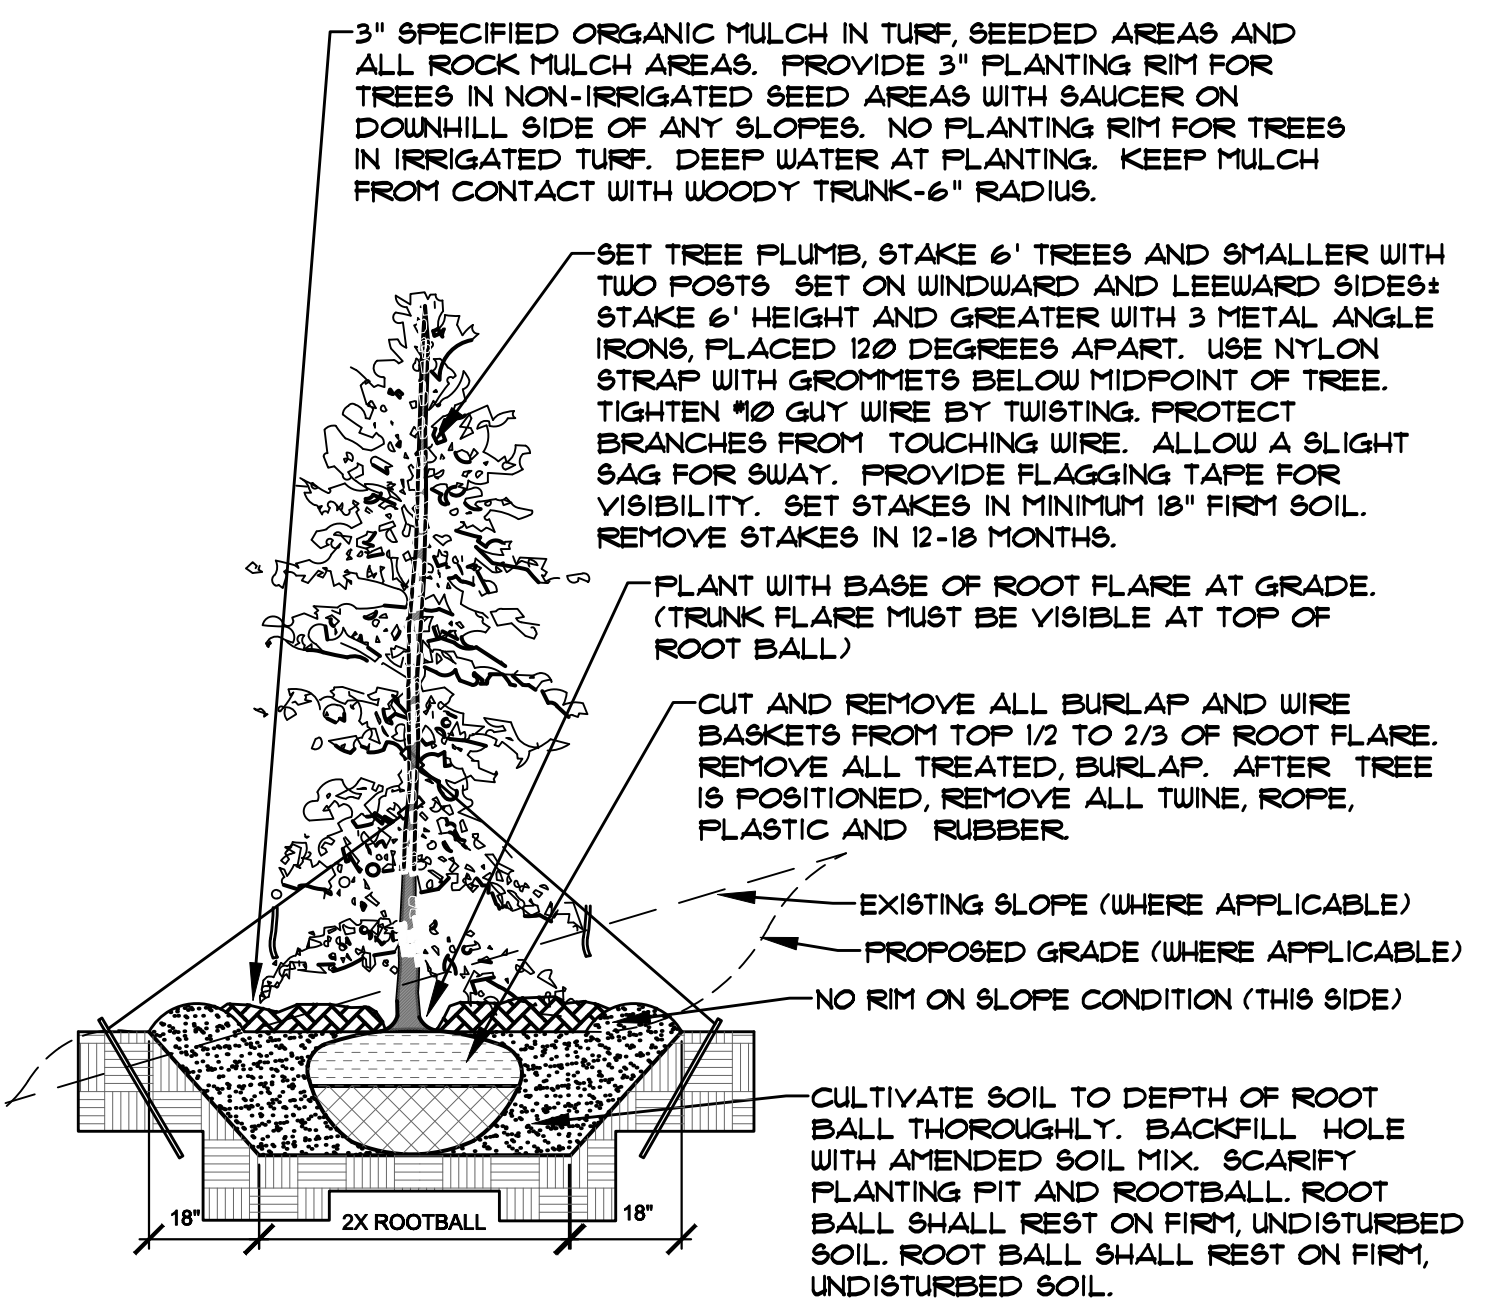 3" SPECIFIED ORGANIC MULCH IN TURF, SEEDED AREAS AND
ALL ROCK MULCH AREAS. PROVIDE 3" PLANTING RIM FOR
TREES IN NON-IRRIGATED SEED AREAS WITH SAUCER ON
DOWNHILL SIDE OF ANY SLOPES. NO PLANTING RIM FOR TREES
IN IRRIGATED TURF. DEEP WATER AT PLANTING. KEEP MULCH
FROM CONTACT WITH WOODY TRUNK-6" RADIUS.
SET TREE PLUMB, STAKE 6' TREES AND SMALLER WITH
TWO POSTS SET ON WINDWARD AND LEEWARD SIDES±
STAKE 6' HEIGHT AND GREATER WITH 3 METAL ANGLE
IRONS, PLACED 120 DEGREES APART. USE NYLON
STRAP WITH GROMMETS BELOW MIDPOINT OF TREE.
TIGHTEN #10 GUY WIRE BY TWISTING. PROTECT
BRANCHES FROM TOUCHING WIRE. ALLOW A SLIGHT
SAG FOR SWAY. PROVIDE FLAGGING TAPE FOR
VISIBILITY. SET STAKES IN MINIMUM 18" FIRM SOIL.
REMOVE STAKES IN 12-18 MONTHS.
PLANT WITH BASE OF ROOT FLARE AT GRADE.
(TRUNK FLARE MUST BE VISIBLE AT TOP OF
ROOT BALL)
CUT AND REMOVE ALL BURLAP AND WIRE
BASKETS FROM TOP 1/2 TO 2/3 OF ROOT FLARE.
REMOVE ALL TREATED, BURLAP. AFTER TREE
IS POSITIONED, REMOVE ALL TWINE, ROPE,
PLASTIC AND RUBBER.
EXISTING SLOPE (WHERE APPLICABLE)
PROPOSED GRADE (WHERE APPLICABLE)
NO RIM ON SLOPE CONDITION (THIS SIDE)
CULTIVATE SOIL TO DEPTH OF ROOT
BALL THOROUGHLY. BACKFILL HOLE
WITH AMENDED SOIL MIX. SCARIFY
PLANTING PIT AND ROOTBALL. ROOT
BALL SHALL REST ON FIRM, UNDISTURBED
SOIL. ROOT BALL SHALL REST ON FIRM,
UNDISTURBED SOIL.
18" 2X ROOTBALL 18"